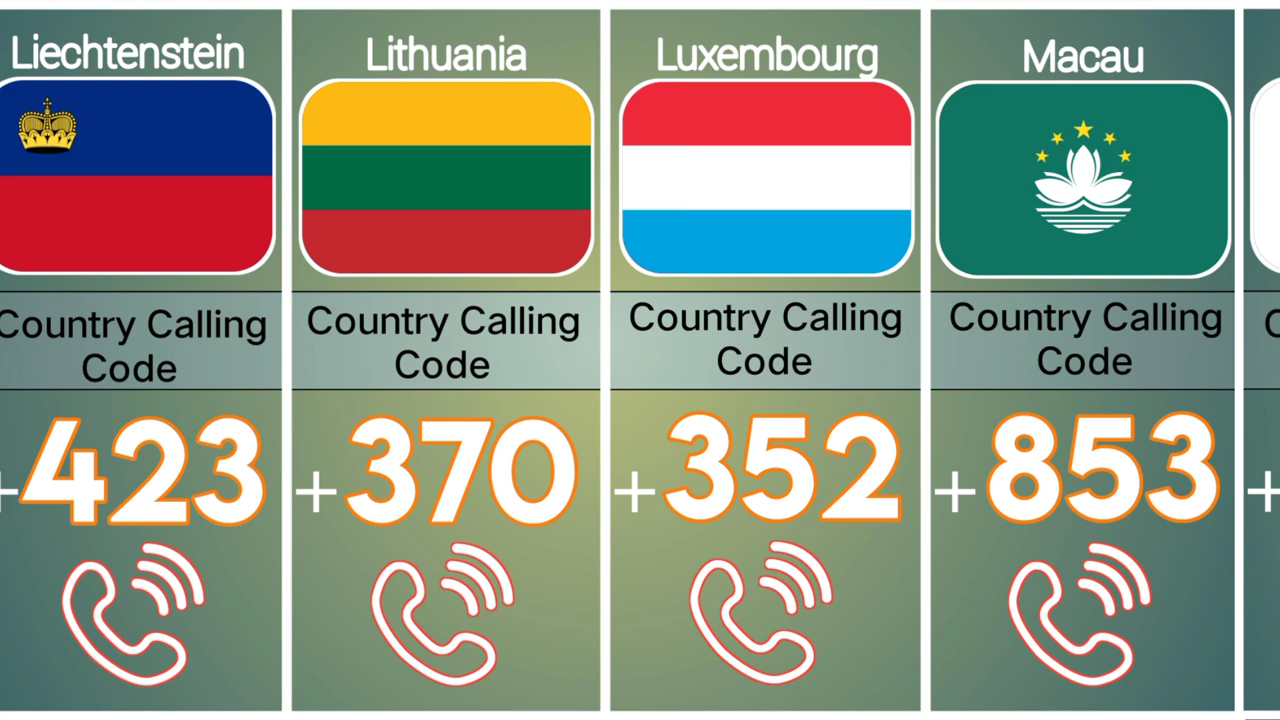 Liechtenstein
Country Calling
Code
+423
Lithuania
Country Calling
Code
+370
Luxembourg
Country Calling
Code
+352
Macau
Country Calling
Code
+853
+